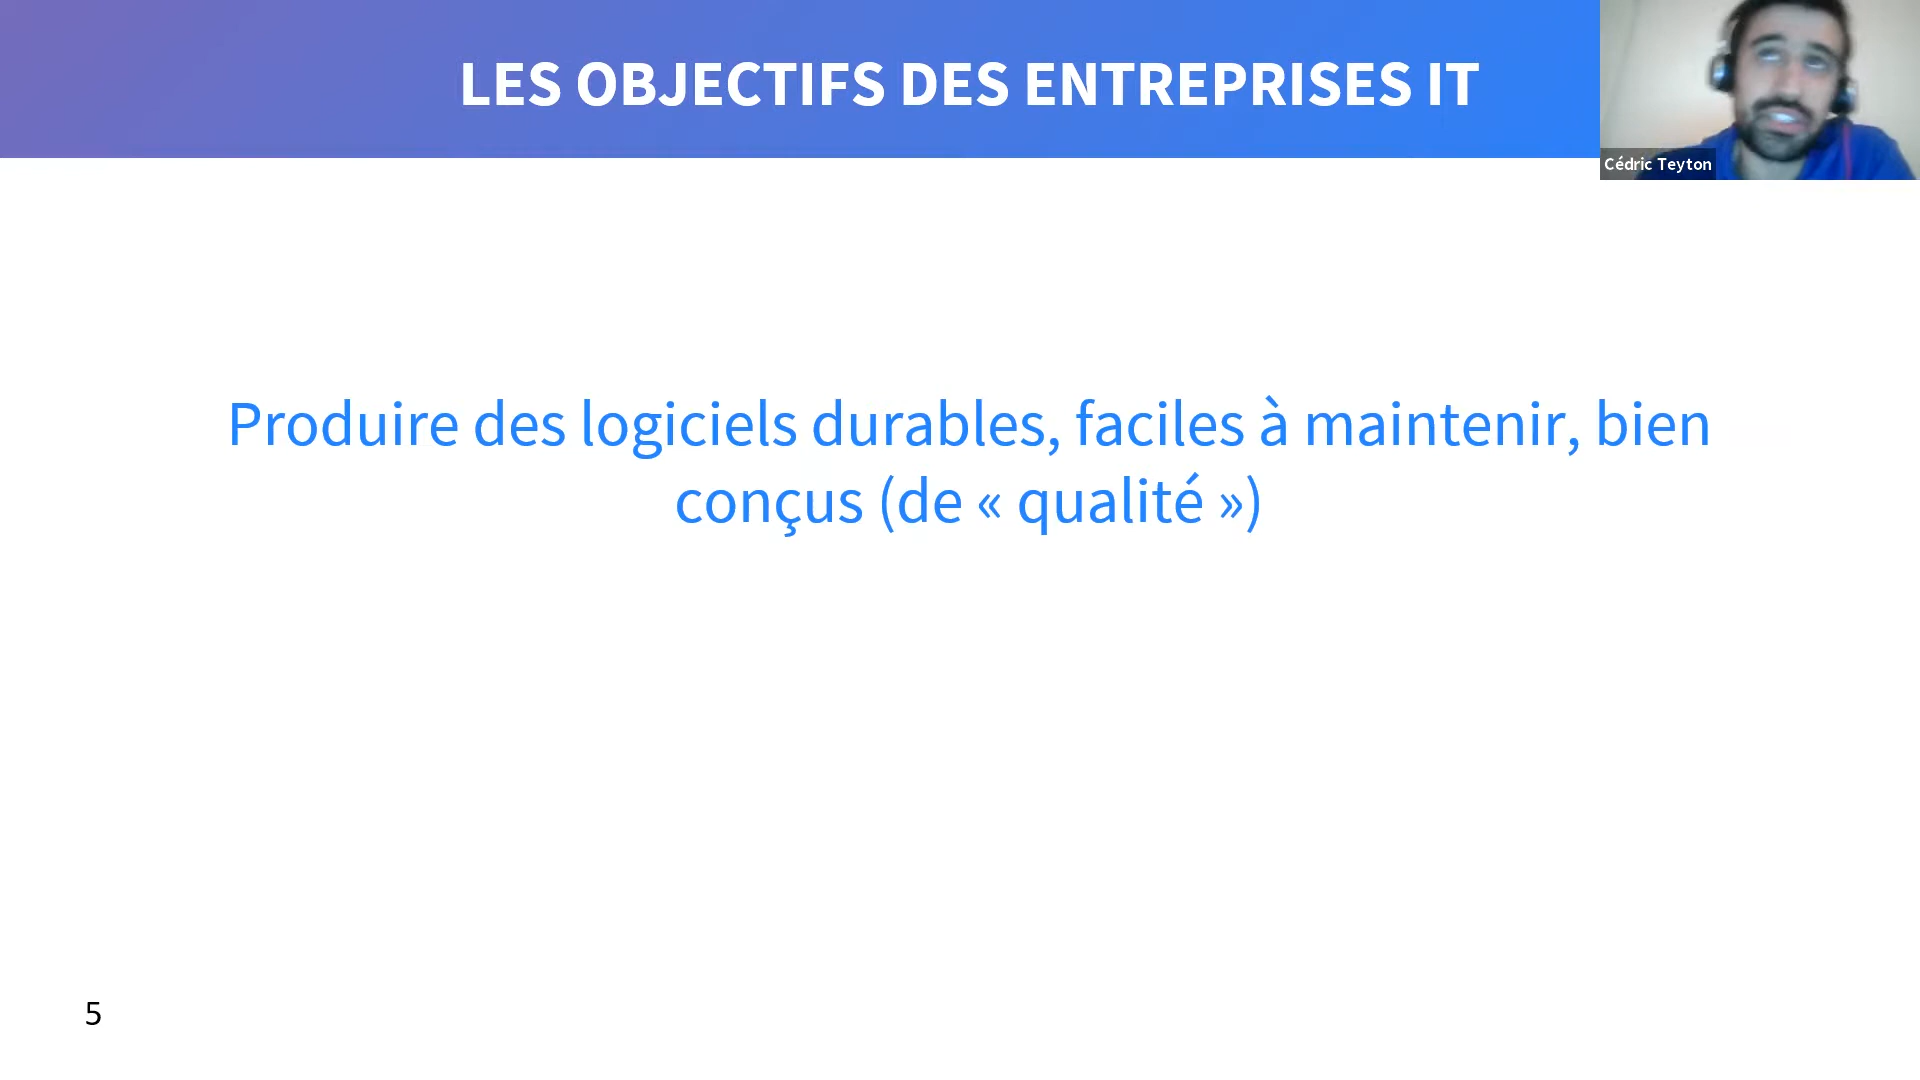 LES OBJECTIFS DES ENTREPRISES IT
Cédric Teyton
Produire des logiciels durables, faciles à maintenir, bien
conçus (de « qualité »)
5